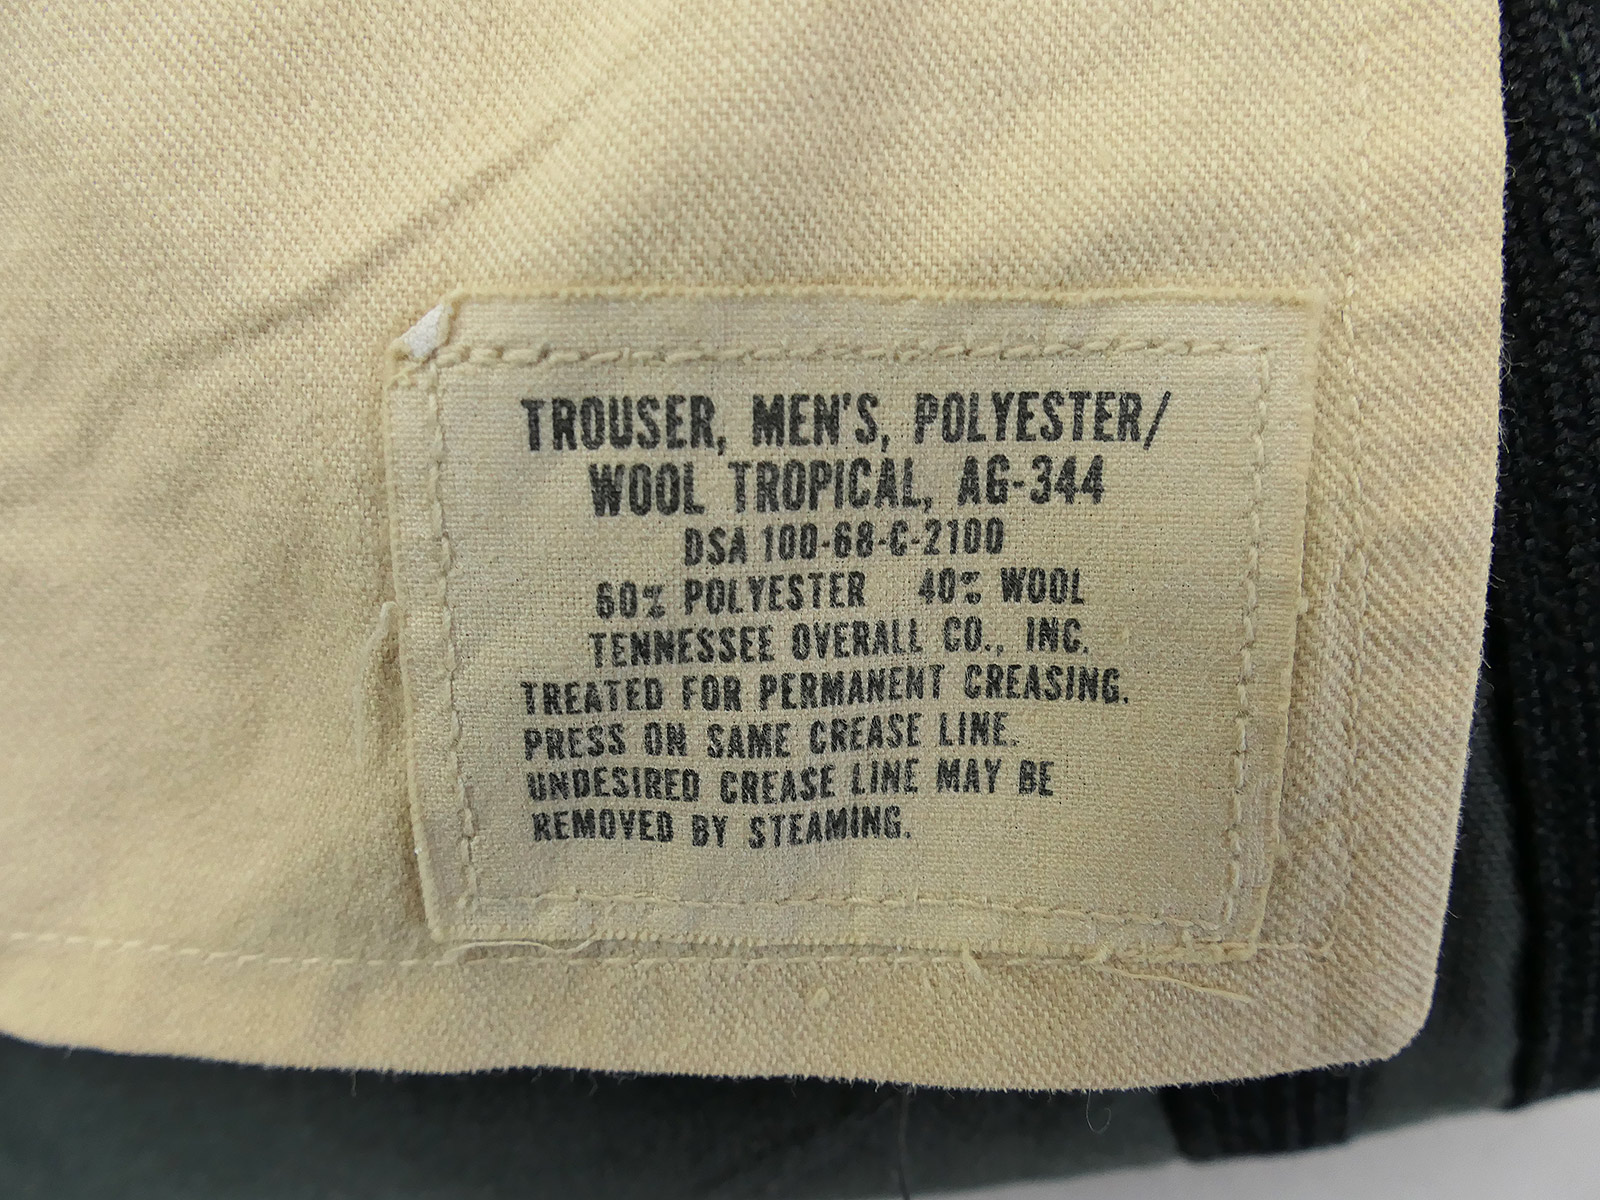 TROUSER, MEN'S, POLYESTER/
WOOL TROPICAL, AG-344
DSA 100-68-C-2100
60% POLYESTER 40% WOOL
TENNESSEE OVERALL CO., INC.
TREATED FOR PERMANENT CREASING.
PRESS ON SAME CREASE LINE.
UNDESIRED CREASE LINE MAY BE
REMOVED BY STEAMING.